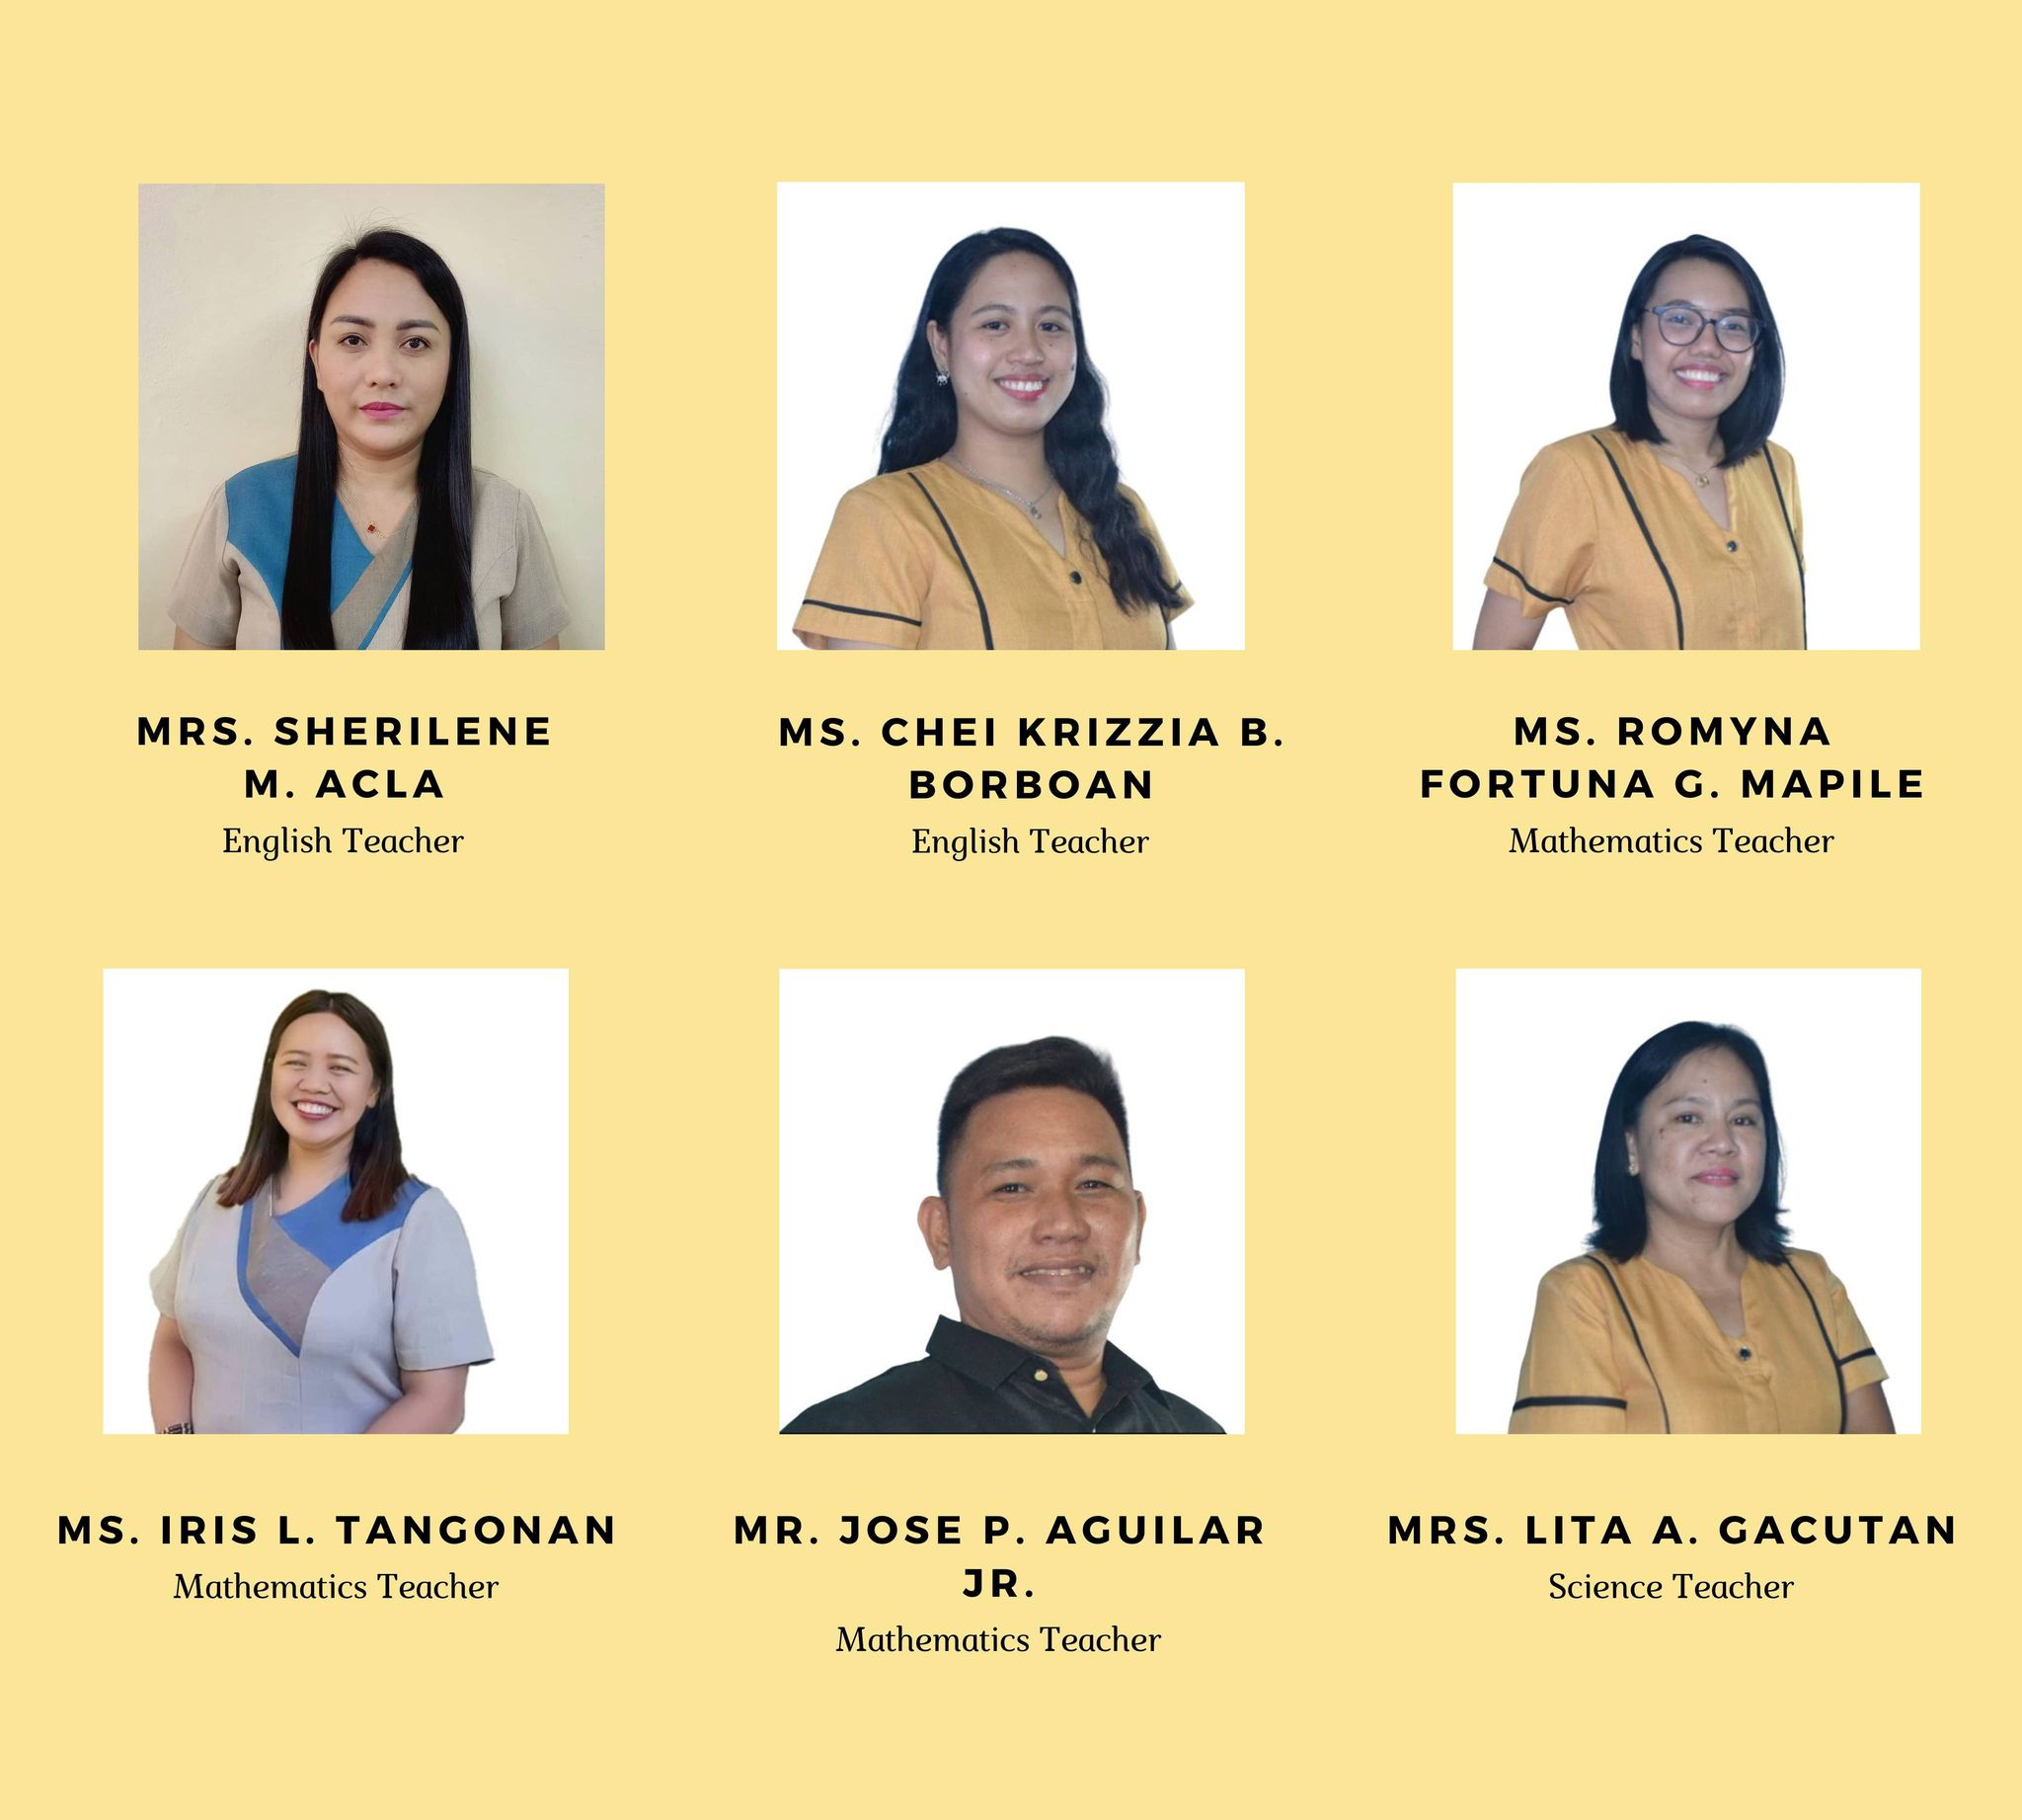 MRS. SHERILENE
M. ACLA
English Teacher
MS. CHEI KRIZZIA B.
BORBOAN
English Teacher
MS. ROMYNA
FORTUNA G. MAPILE
Mathematics Teacher
MS. IRIS L. TANGONAN
Mathematics Teacher
MR. JOSE P. AGUILAR
JR.
Mathematics Teacher
MRS. LITA A. GACUTAN
Science Teacher